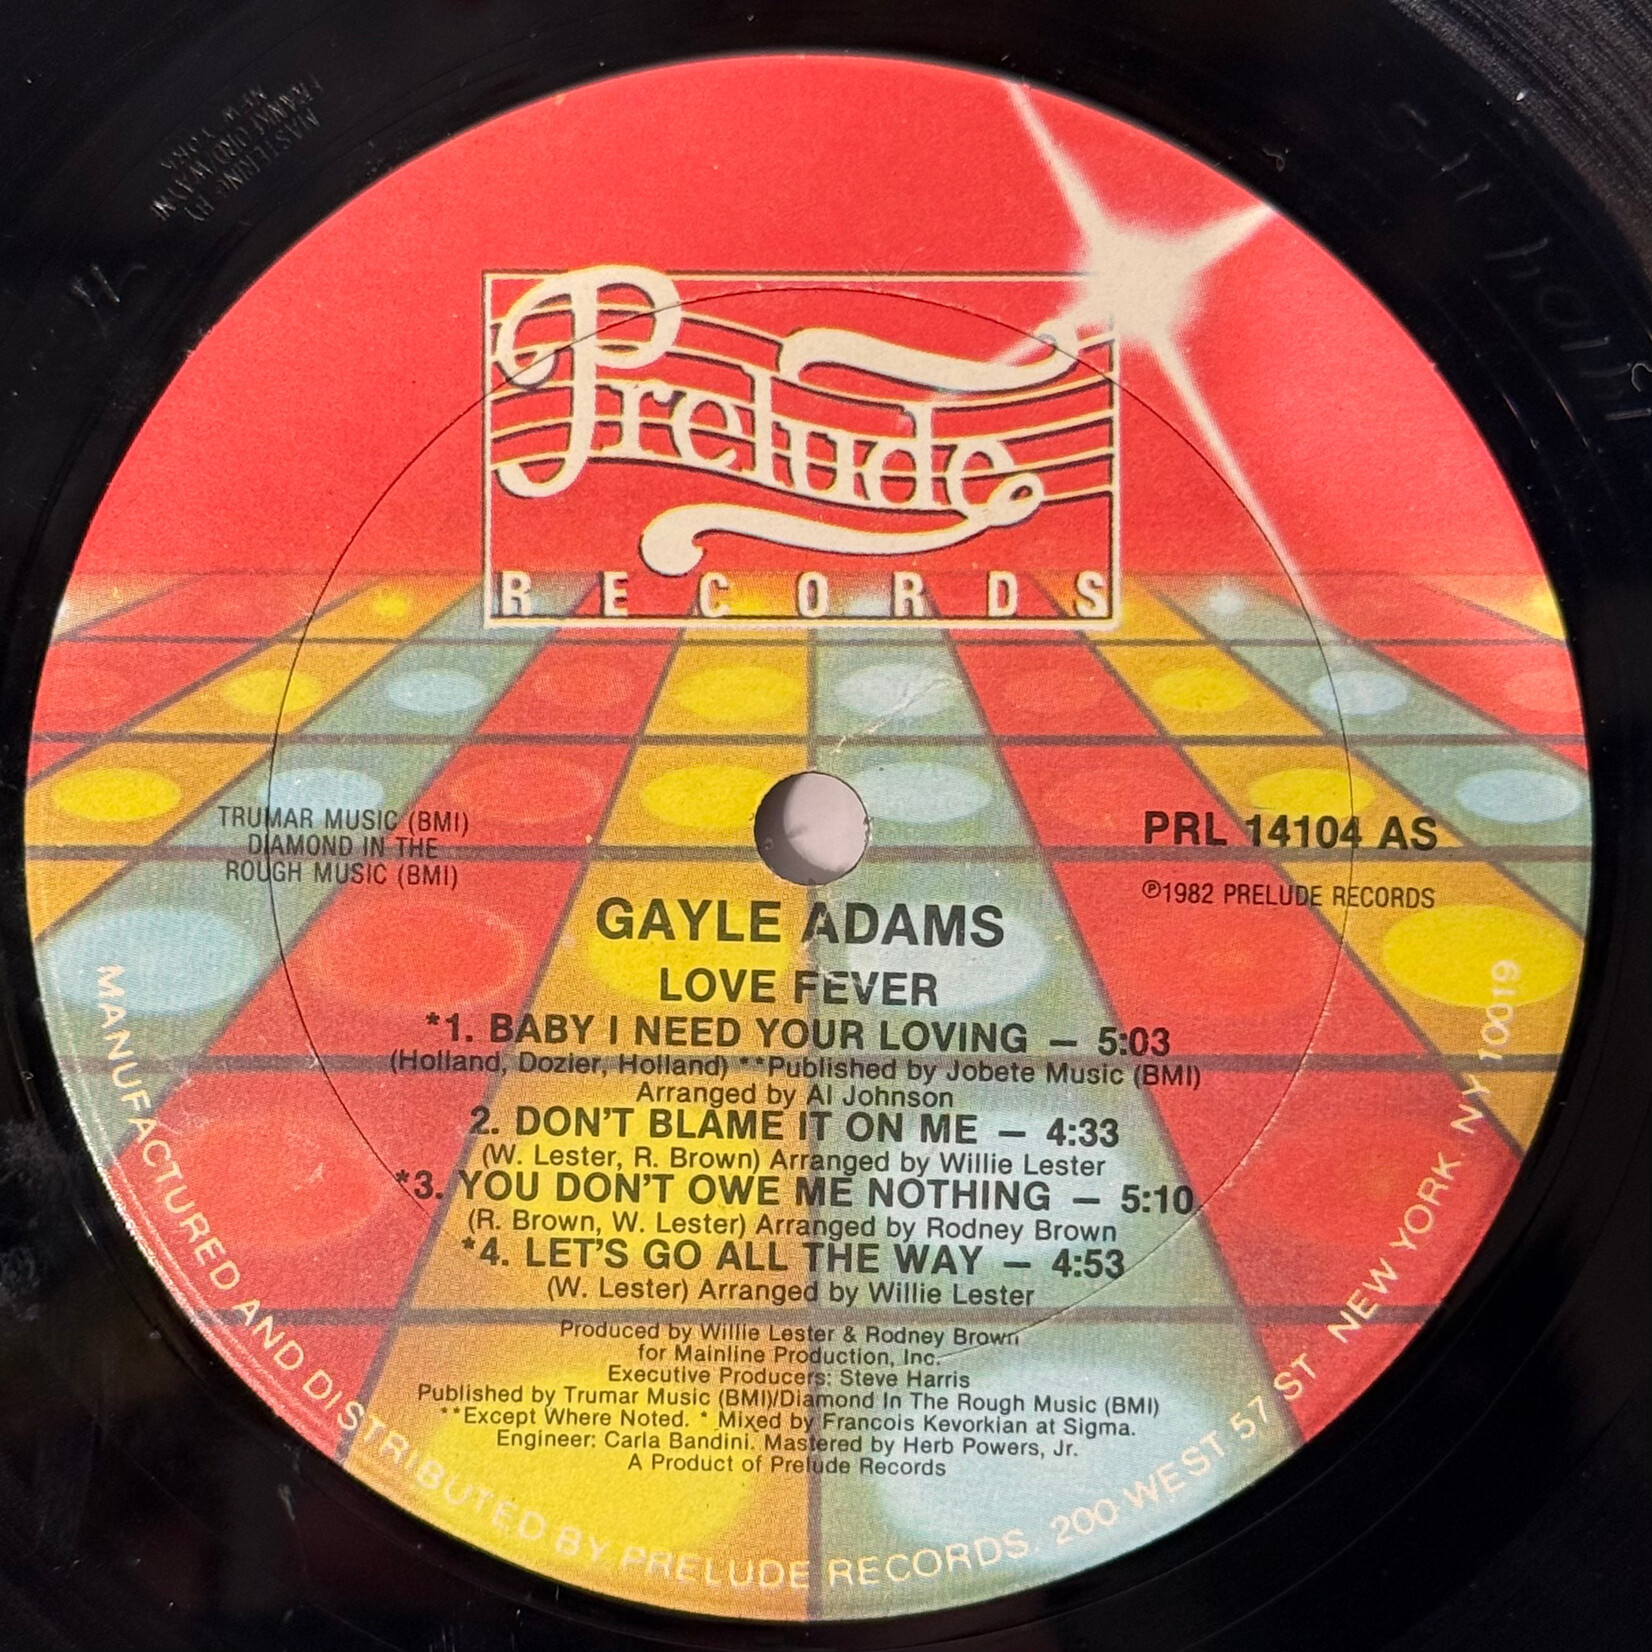 MASTERING BY
FRANKFORD/WAYNE
NEW YORK
Prelude
RECORDS
TRUMAR MUSIC (BMI)
DIAMOND IN THE
ROUGH MUSIC (BMI)
PRL 14104 AS
℗1982 PRELUDE RECORDS
GAYLE ADAMS
LOVE FEVER
*1. BABY I NEED YOUR LOVING — 5:03
(Holland, Dozier, Holland) **Published by Jobete Music (BMI)
Arranged by Al Johnson
2. DON'T BLAME IT ON ME — 4:33
(W. Lester, R. Brown) Arranged by Willie Lester
*3. YOU DON'T OWE ME NOTHING — 5:10
(R. Brown, W. Lester) Arranged by Rodney Brown
*4. LET'S GO ALL THE WAY — 4:53
(W. Lester) Arranged by Willie Lester
Produced by Willie Lester & Rodney Brown
for Mainline Production, Inc.
Executive Producers: Steve Harris
Published by Trumar Music (BMI)/Diamond In The Rough Music (BMI)
**Except Where Noted. * Mixed by Francois Kevorkian at Sigma.
Engineer: Carla Bandini. Mastered by Herb Powers, Jr.
A Product of Prelude Records
MANUFACTURED AND DISTRIBUTED BY PRELUDE RECORDS. 200 WEST 57 ST NEW YORK. NY 10019